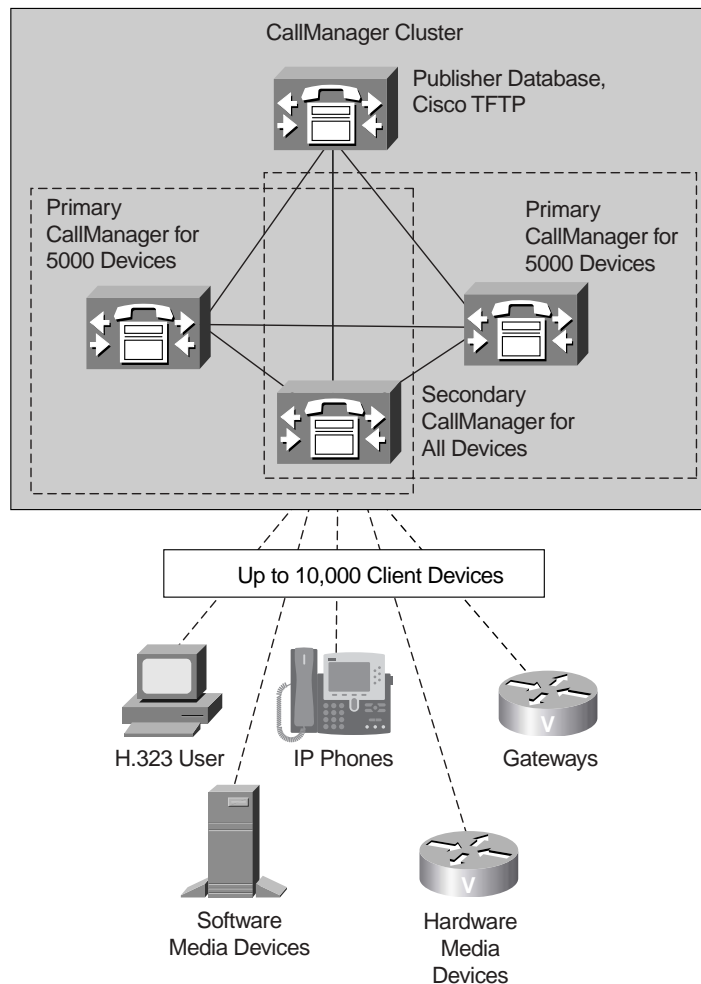 CallManager Cluster
Publisher Database,
Cisco TFTP
Primary
CallManager for
5000 Devices
Primary
CallManager for
5000 Devices
Secondary
CallManager for
All Devices
Up to 10,000 Client Devices
H.323 User
IP Phones
V
Gateways
V
Software
Media Devices
Hardware
Media
Devices